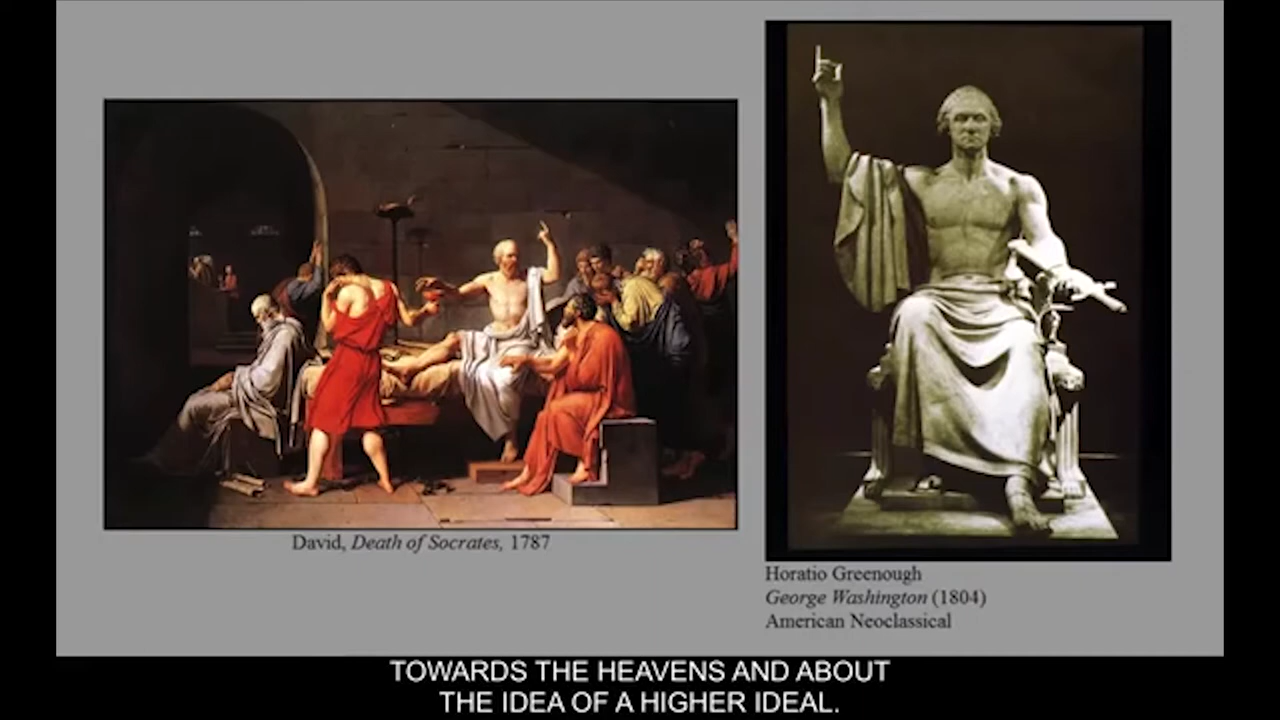 David, Death of Socrates, 1787
Horatio Greenough
George Washington (1804)
American Neoclassical
TOWARDS THE HEAVENS AND ABOUT
THE IDEA OF A HIGHER IDEAL.